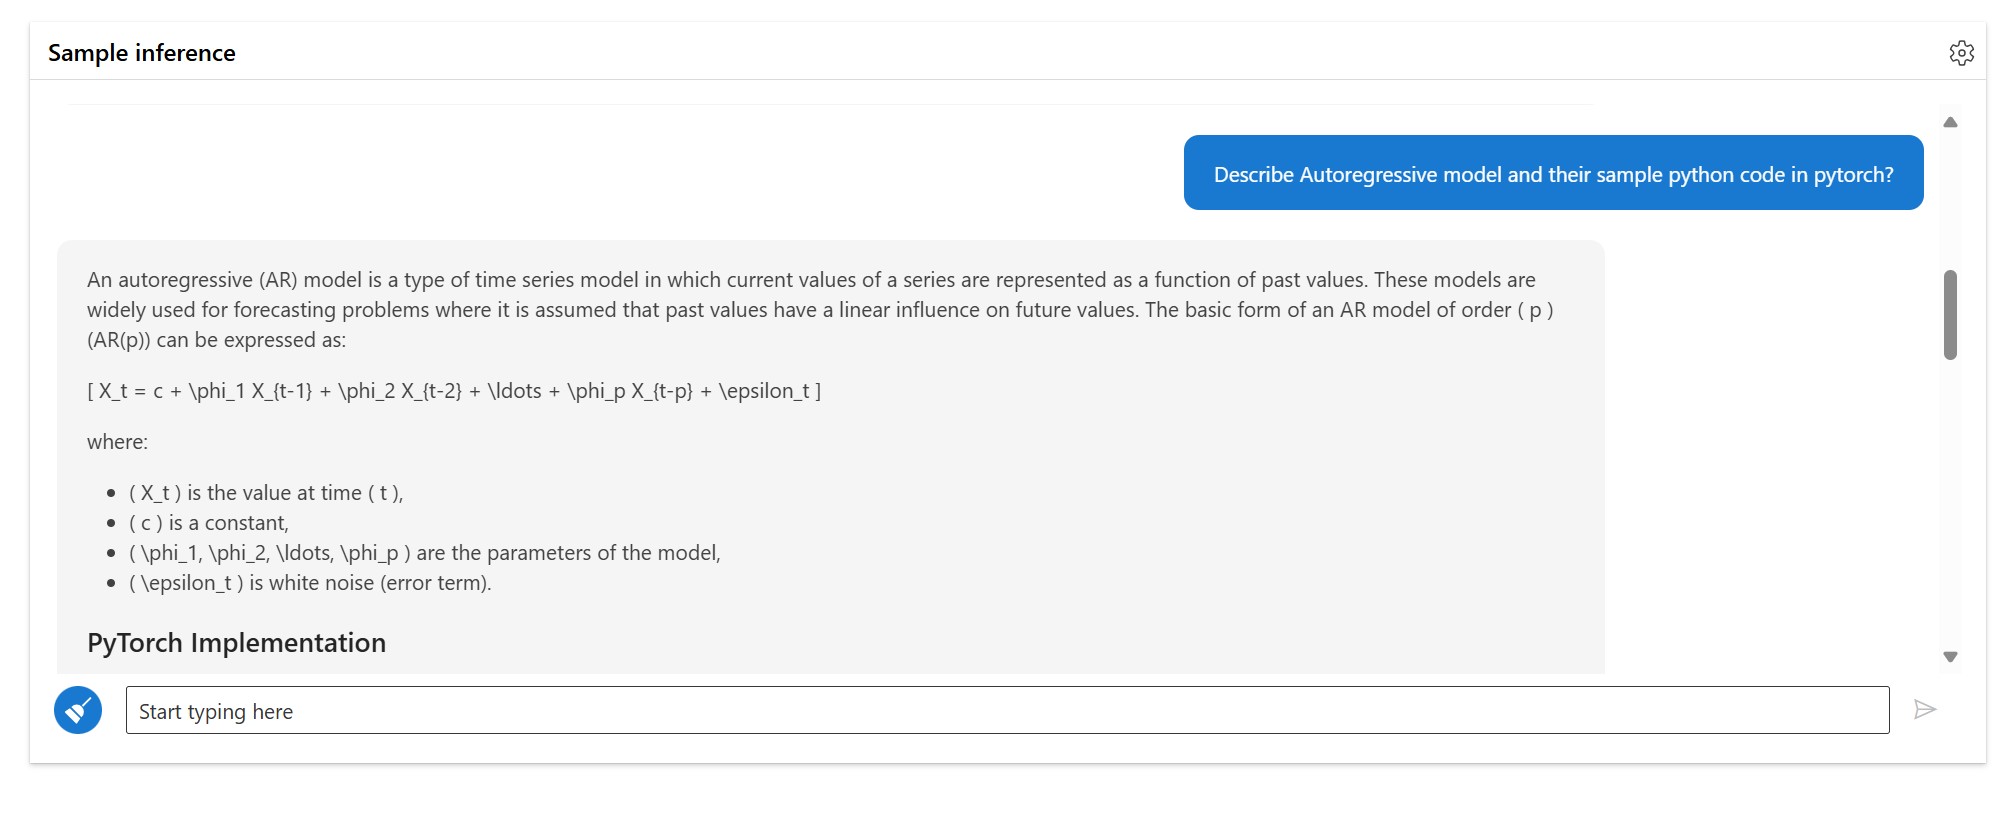 Sample inference
Describe Autoregressive model and their sample python code in pytorch?
An autoregressive (AR) model is a type of time series model in which current values of a series are represented as a function of past values. These models are
widely used for forecasting problems where it is assumed that past values have a linear influence on future values. The basic form of an AR model of order ( p )
(AR(p)) can be expressed as:
[ X_t = c + \phi_1 X_{t-1} + \phi_2 X_{t-2} + \ldots + \phi_p X_{t-p} + \epsilon_t ]
where:
• ( X_t ) is the value at time ( t ),
• ( c ) is a constant,
• ( \phi_1, \phi_2, \ldots, \phi_p ) are the parameters of the model,
• ( \epsilon_t ) is white noise (error term).
PyTorch Implementation
Start typing here